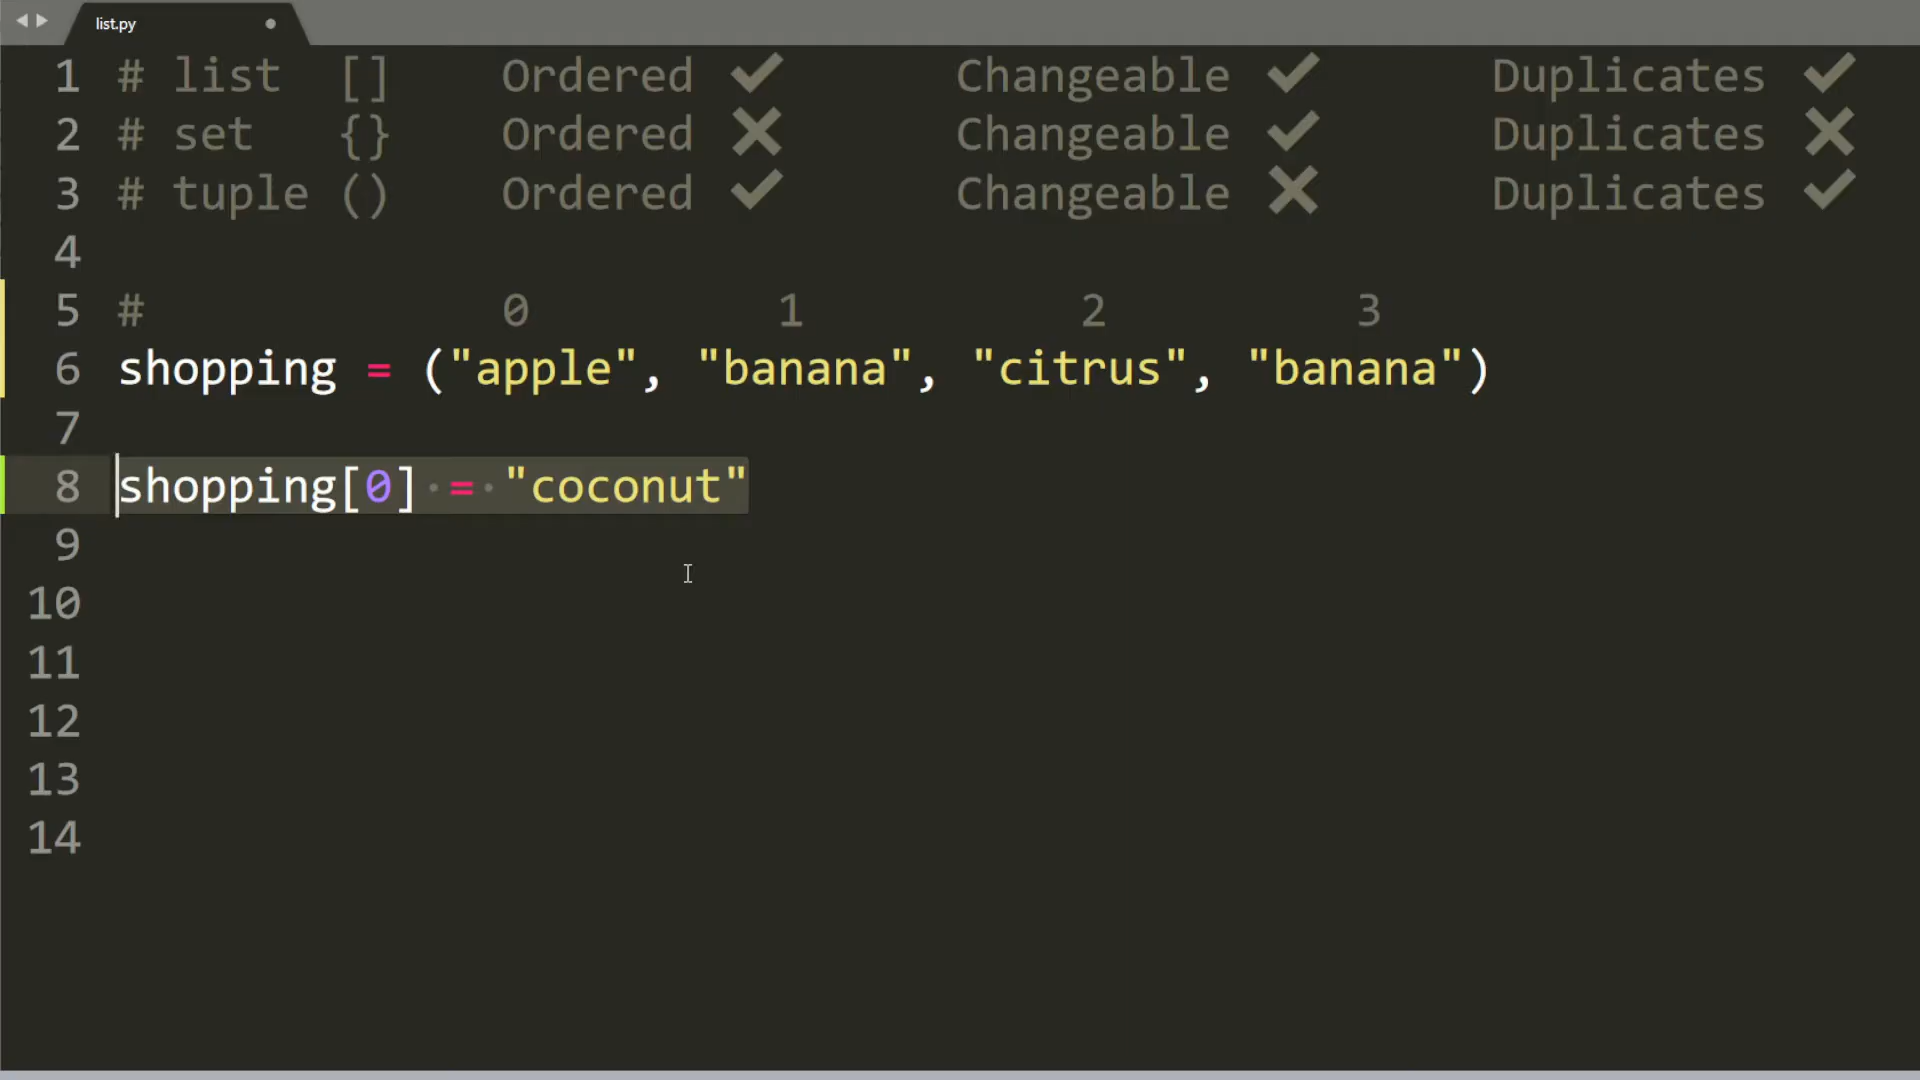 list.py
1 # list [] Ordered ✔ Changeable ✔ Duplicates ✔
2 # set {} Ordered ✖ Changeable ✔ Duplicates ✖
3 # tuple () Ordered ✔ Changeable ✖ Duplicates ✔
4
5 # 0 1 2 3
6 shopping = ("apple", "banana", "citrus", "banana")
7
8 shopping[0] = "coconut"
9
10
11
12
13
14